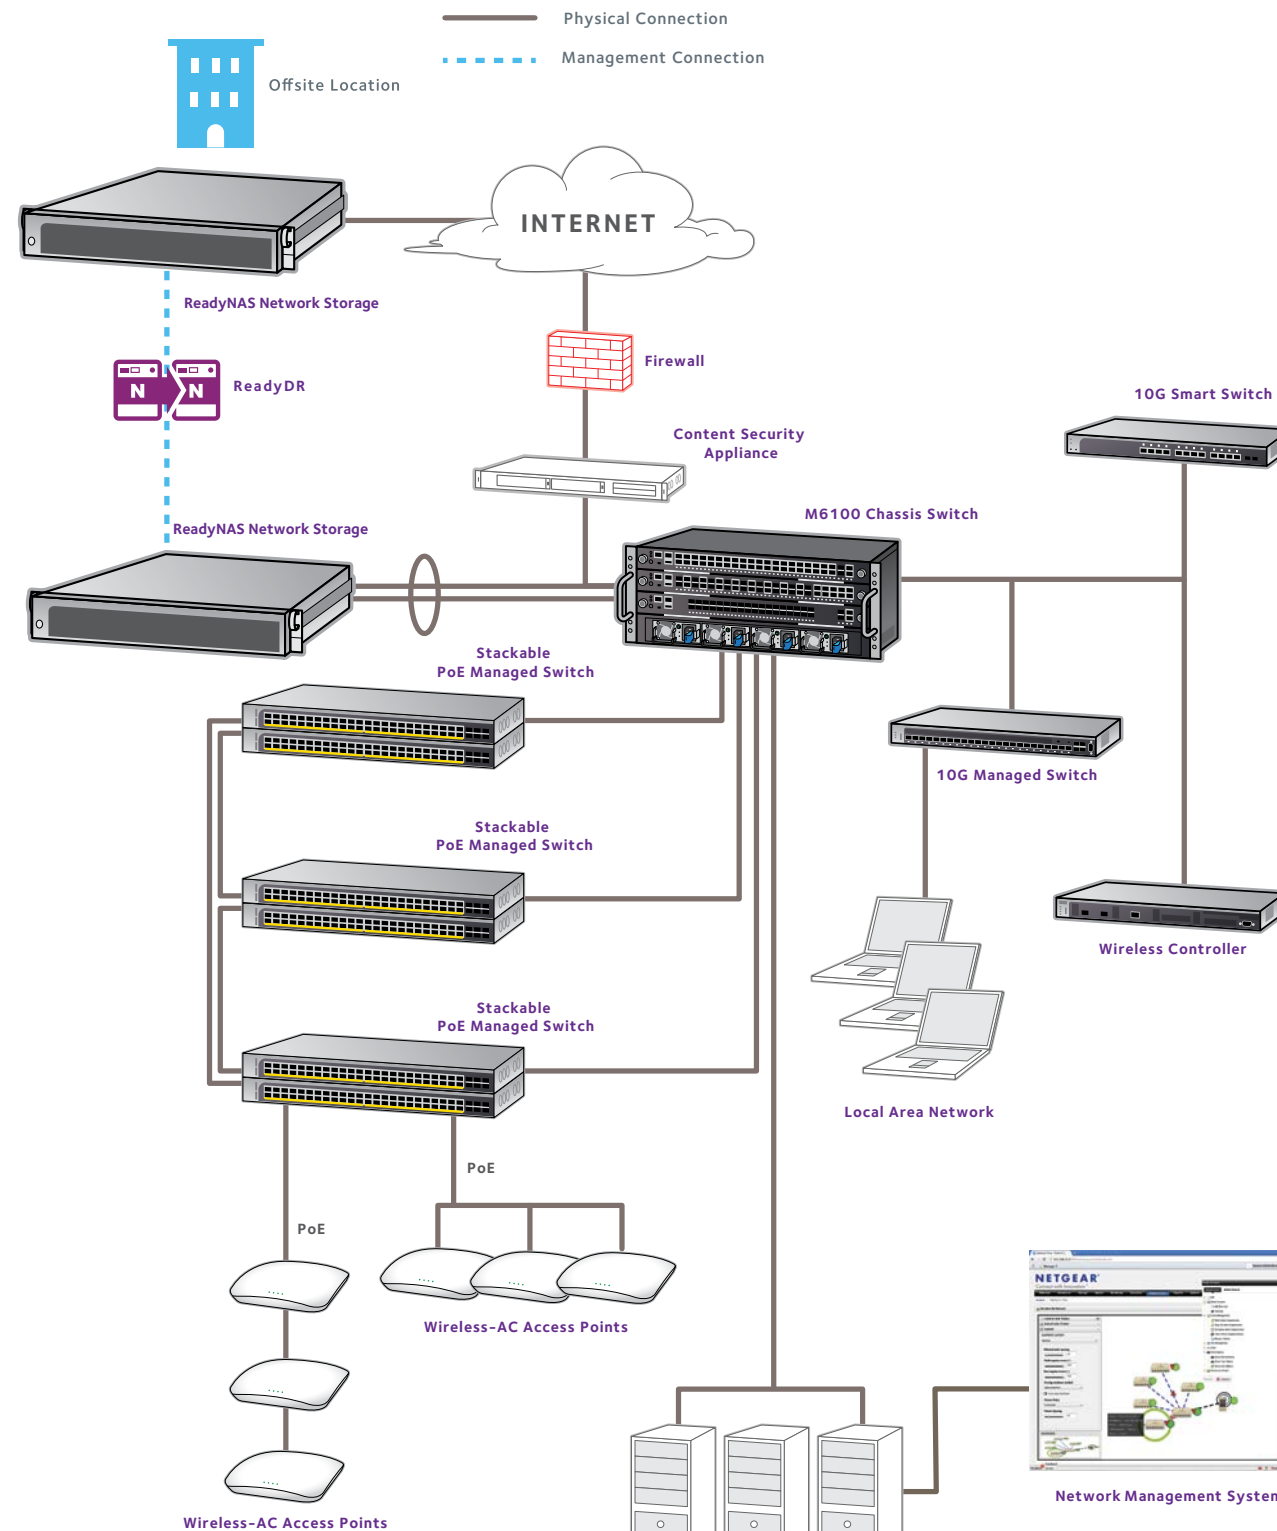 Physical Connection
Management Connection
Offsite Location
INTERNET
ReadyNAS Network Storage
Firewall
N
N
ReadyDR
10G Smart Switch
Content Security
Appliance
M6100 Chassis Switch
ReadyNAS Network Storage
Stackable
PoE Managed Switch
10G Managed Switch
Stackable
PoE Managed Switch
Wireless Controller
Stackable
PoE Managed Switch
Local Area Network
PoE
PoE
NETGEAR
Wireless-AC Access Points
Network Management System
Wireless-AC Access Points